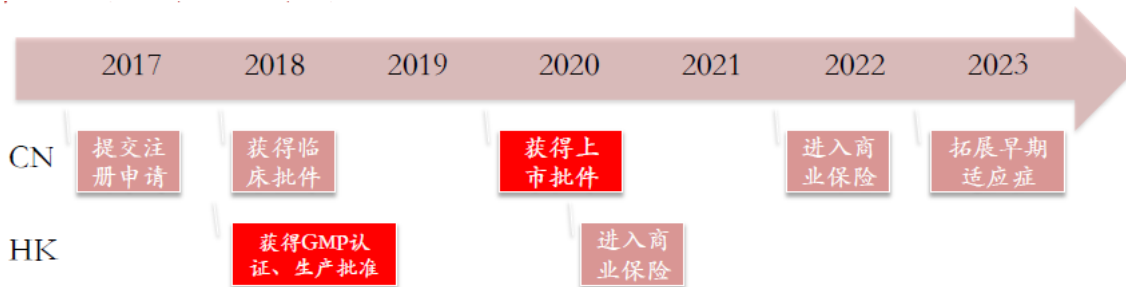 2017 2018 2019 2020 2021 2022 2023
CN
提交注
册申请
获得临
床批件
获得上
市批件
进入商
业保险
拓展早期
适应症
HK
获得GMP认
证、生产批准
进入商
业保险